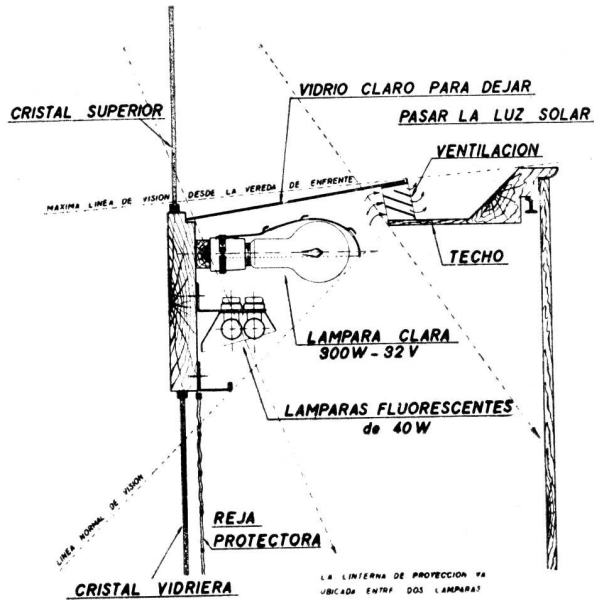 CRISTAL SUPERIOR
VIDRIO CLARO PARA DEJAR
PASAR LA LUZ SOLAR
VENTILACION
MAXIMA LINEA DE VISION DESDE LA VEREDA DE ENFRENTE
TECHO
LAMPARA CLARA
300W-32V
LAMPARAS FLUORESCENTES
de 40W
LINEA NORMAL DE VISION
REJA
PROTECTORA
CRISTAL VIDRIERA
LA LINTERNA DE PROYECCION VA
UBICADA ENTRE DOS LAMPARAS